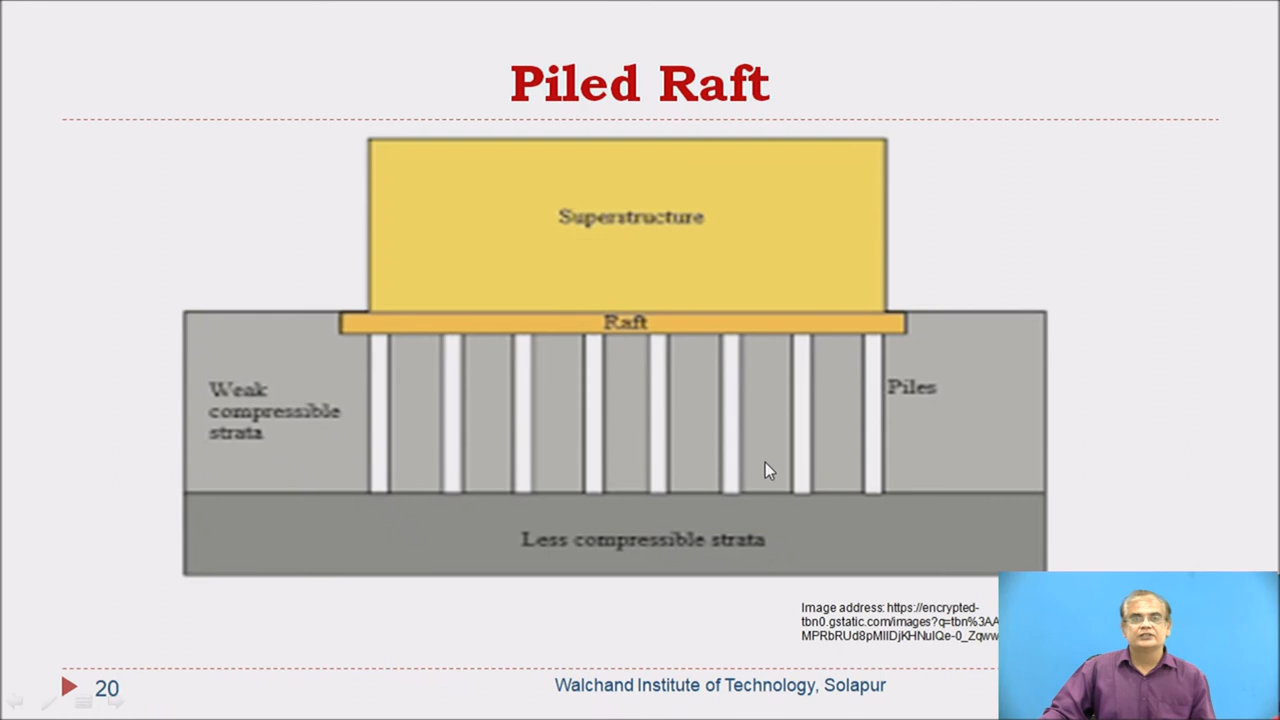 Piled Raft
Superstructure
Raft
Weak
compressible
strata
Piles
Less compressible strata
Image address: https://encrypted-
tbn0.gstatic.com/images?q=tbn%3AA
20
Walchand Institute of Technology, Solapur